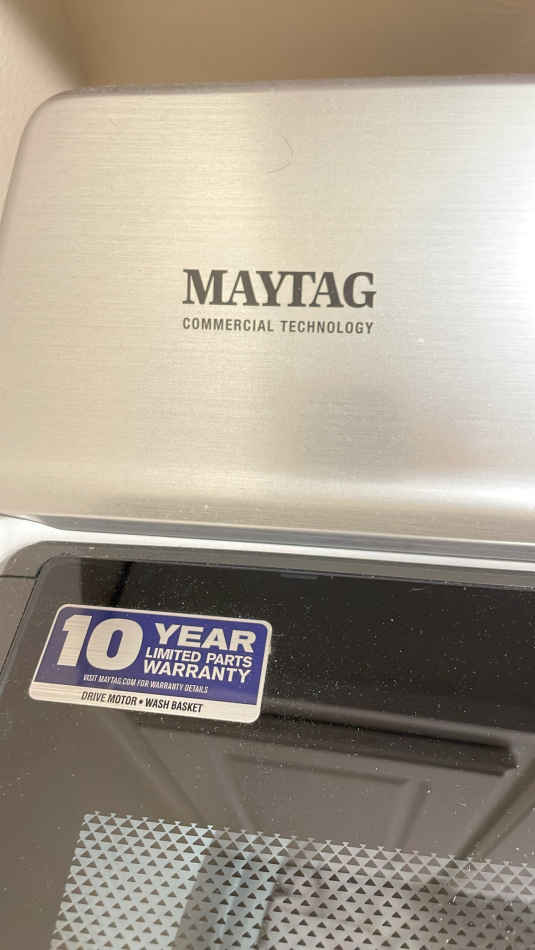 MAYTAG
COMMERCIAL TECHNOLOGY
10 YEAR
LIMITED PARTS
WARRANTY
VISIT MAYTAG.COM FOR WARRANTY DETAILS
DRIVE MOTOR • WASH BASKET